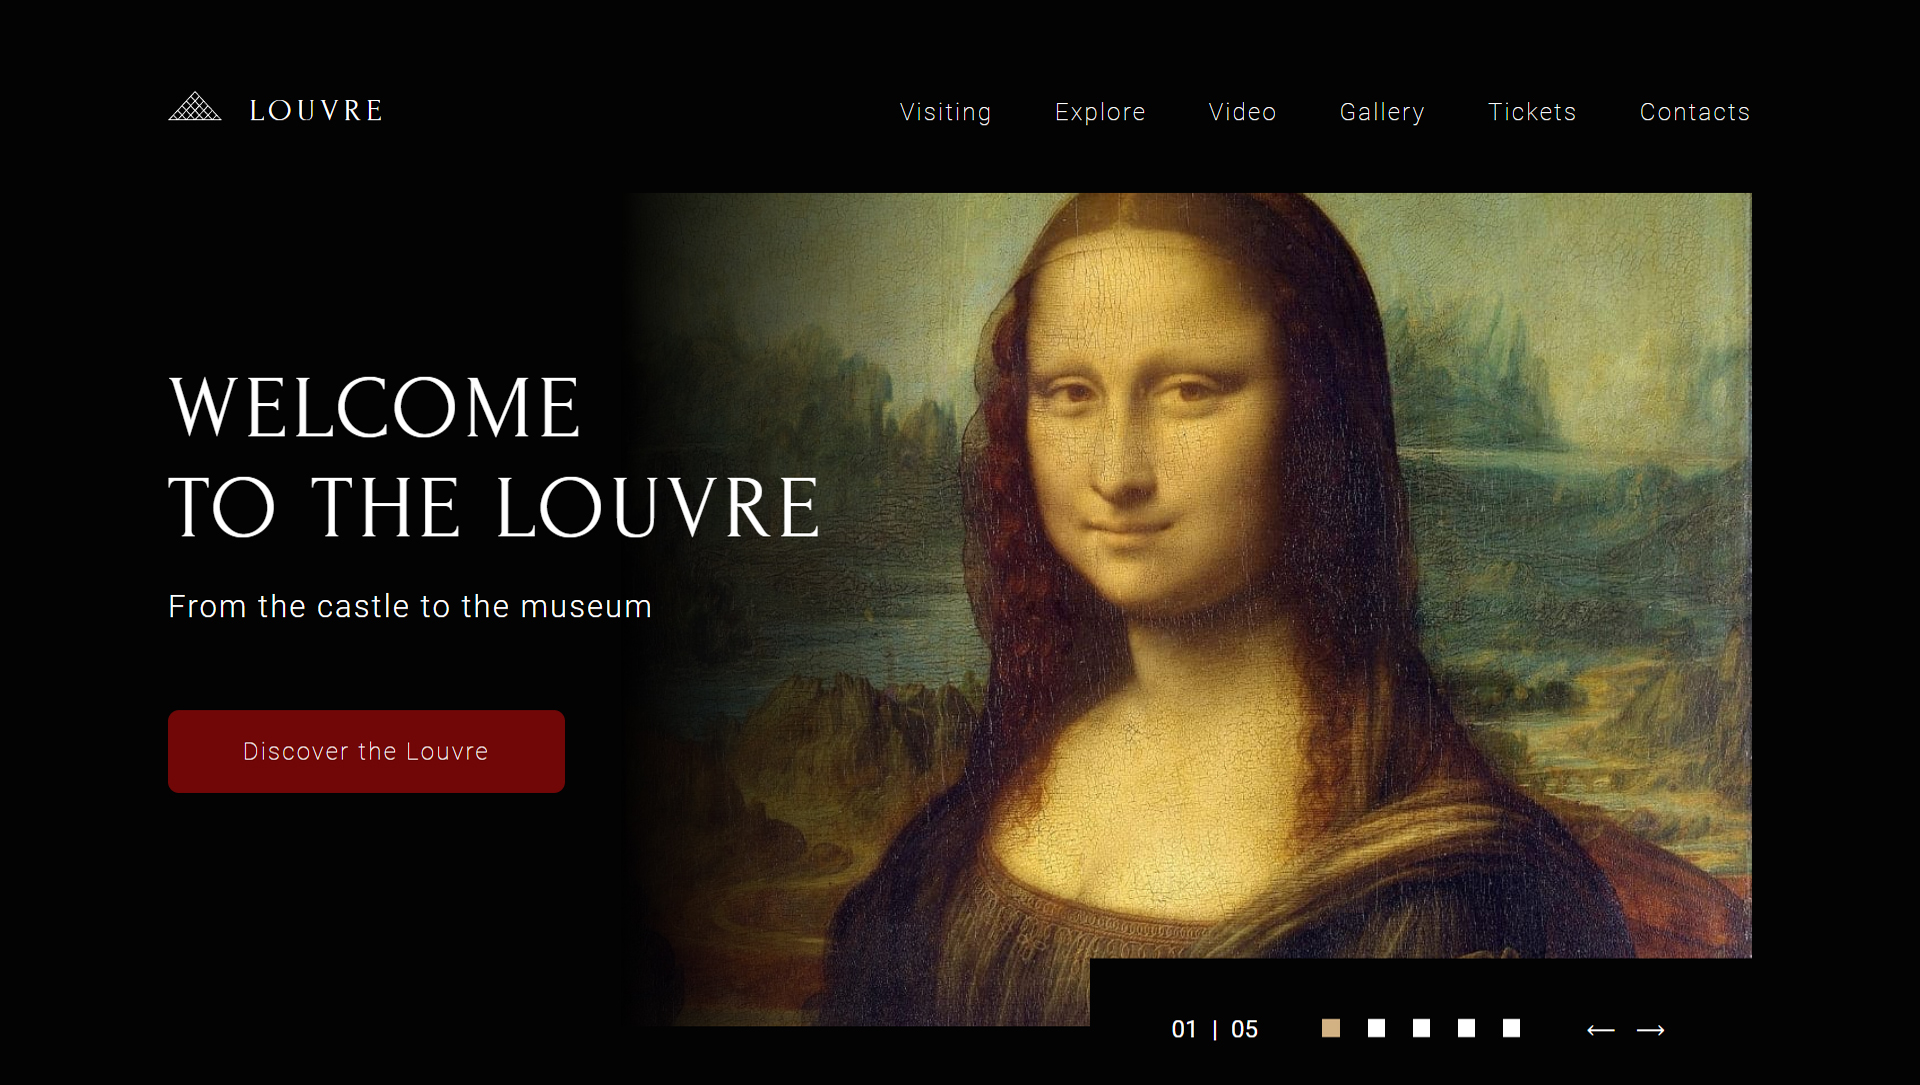 LOUVRE
Visiting Explore Video Gallery Tickets Contacts
WELCOME
TO THE LOUVRE
From the castle to the museum
Discover the Louvre
01 | 05